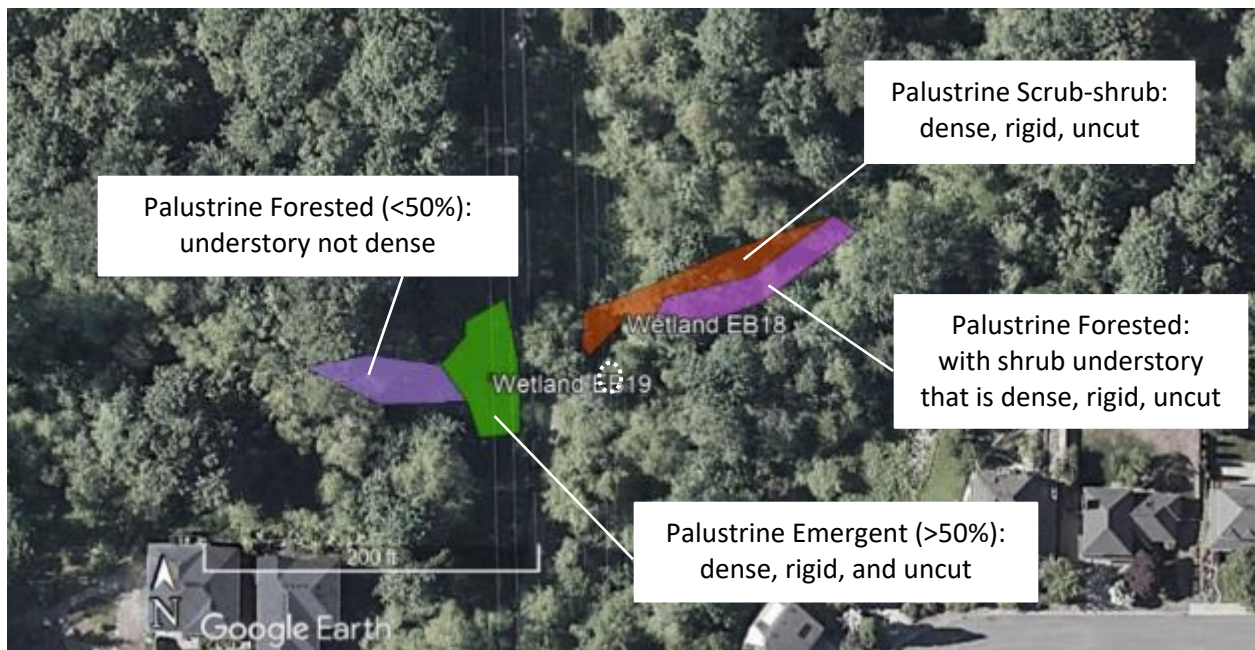 Palustrine Scrub-shrub:
dense, rigid, uncut
Palustrine Forested (<50%):
understory not dense
Wetland EB18
Palustrine Forested:
with shrub understory
that is dense, rigid, uncut
Wetland EB19
Palustrine Emergent (>50%):
dense, rigid, and uncut
200 ft
N
Google Earth